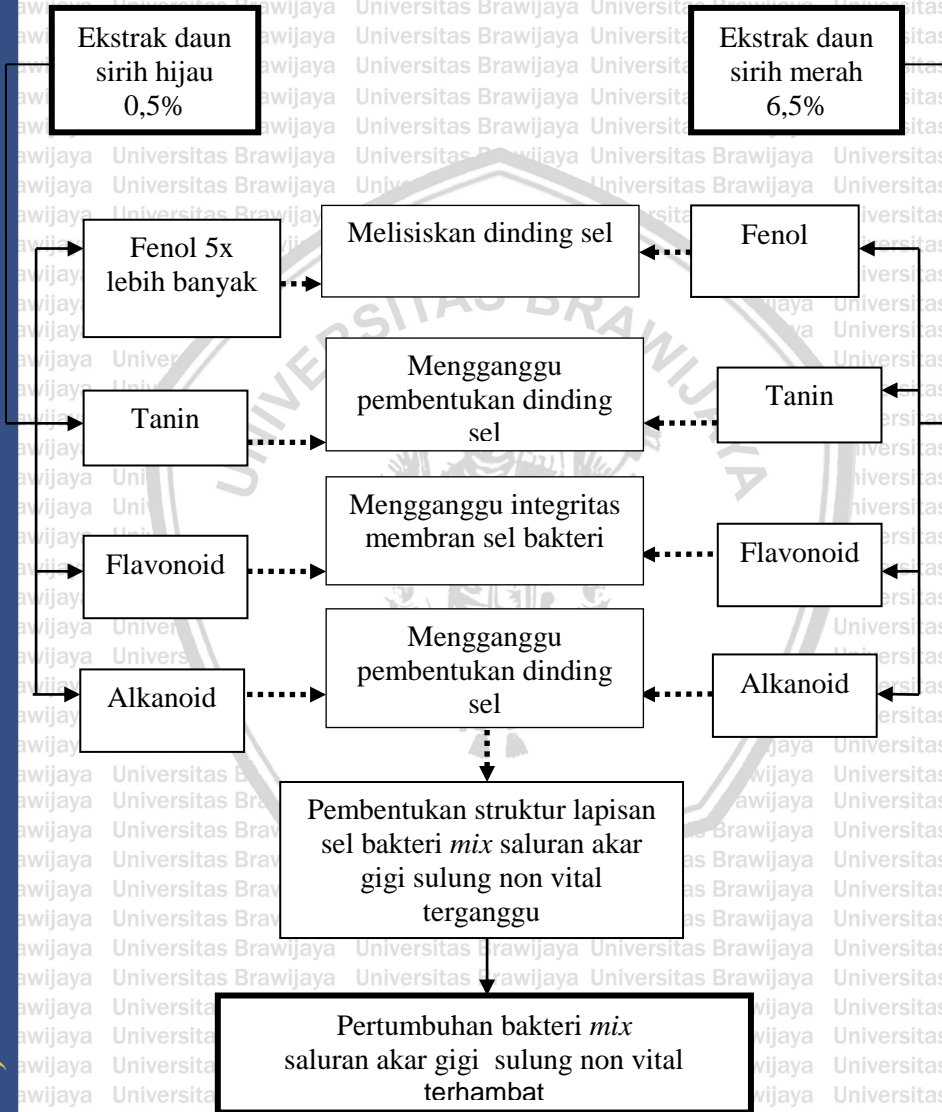 Ekstrak daun
sirih hijau
0,5%
Ekstrak daun
sirih merah
6,5%
Fenol 5x
lebih banyak
Melisiskan dinding sel
Fenol
Tanin
Mengganggu
pembentukan dinding
sel
Tanin
Flavonoid
Mengganggu integritas
membran sel bakteri
Flavonoid
Alkanoid
Mengganggu
pembentukan dinding
sel
Alkanoid
Pembentukan struktur lapisan
sel bakteri mix saluran akar
gigi sulung non vital
terganggu
Pertumbuhan bakteri mix
saluran akar gigi sulung non vital
terhambat
UNIVERSITAS BRAWIJAYA